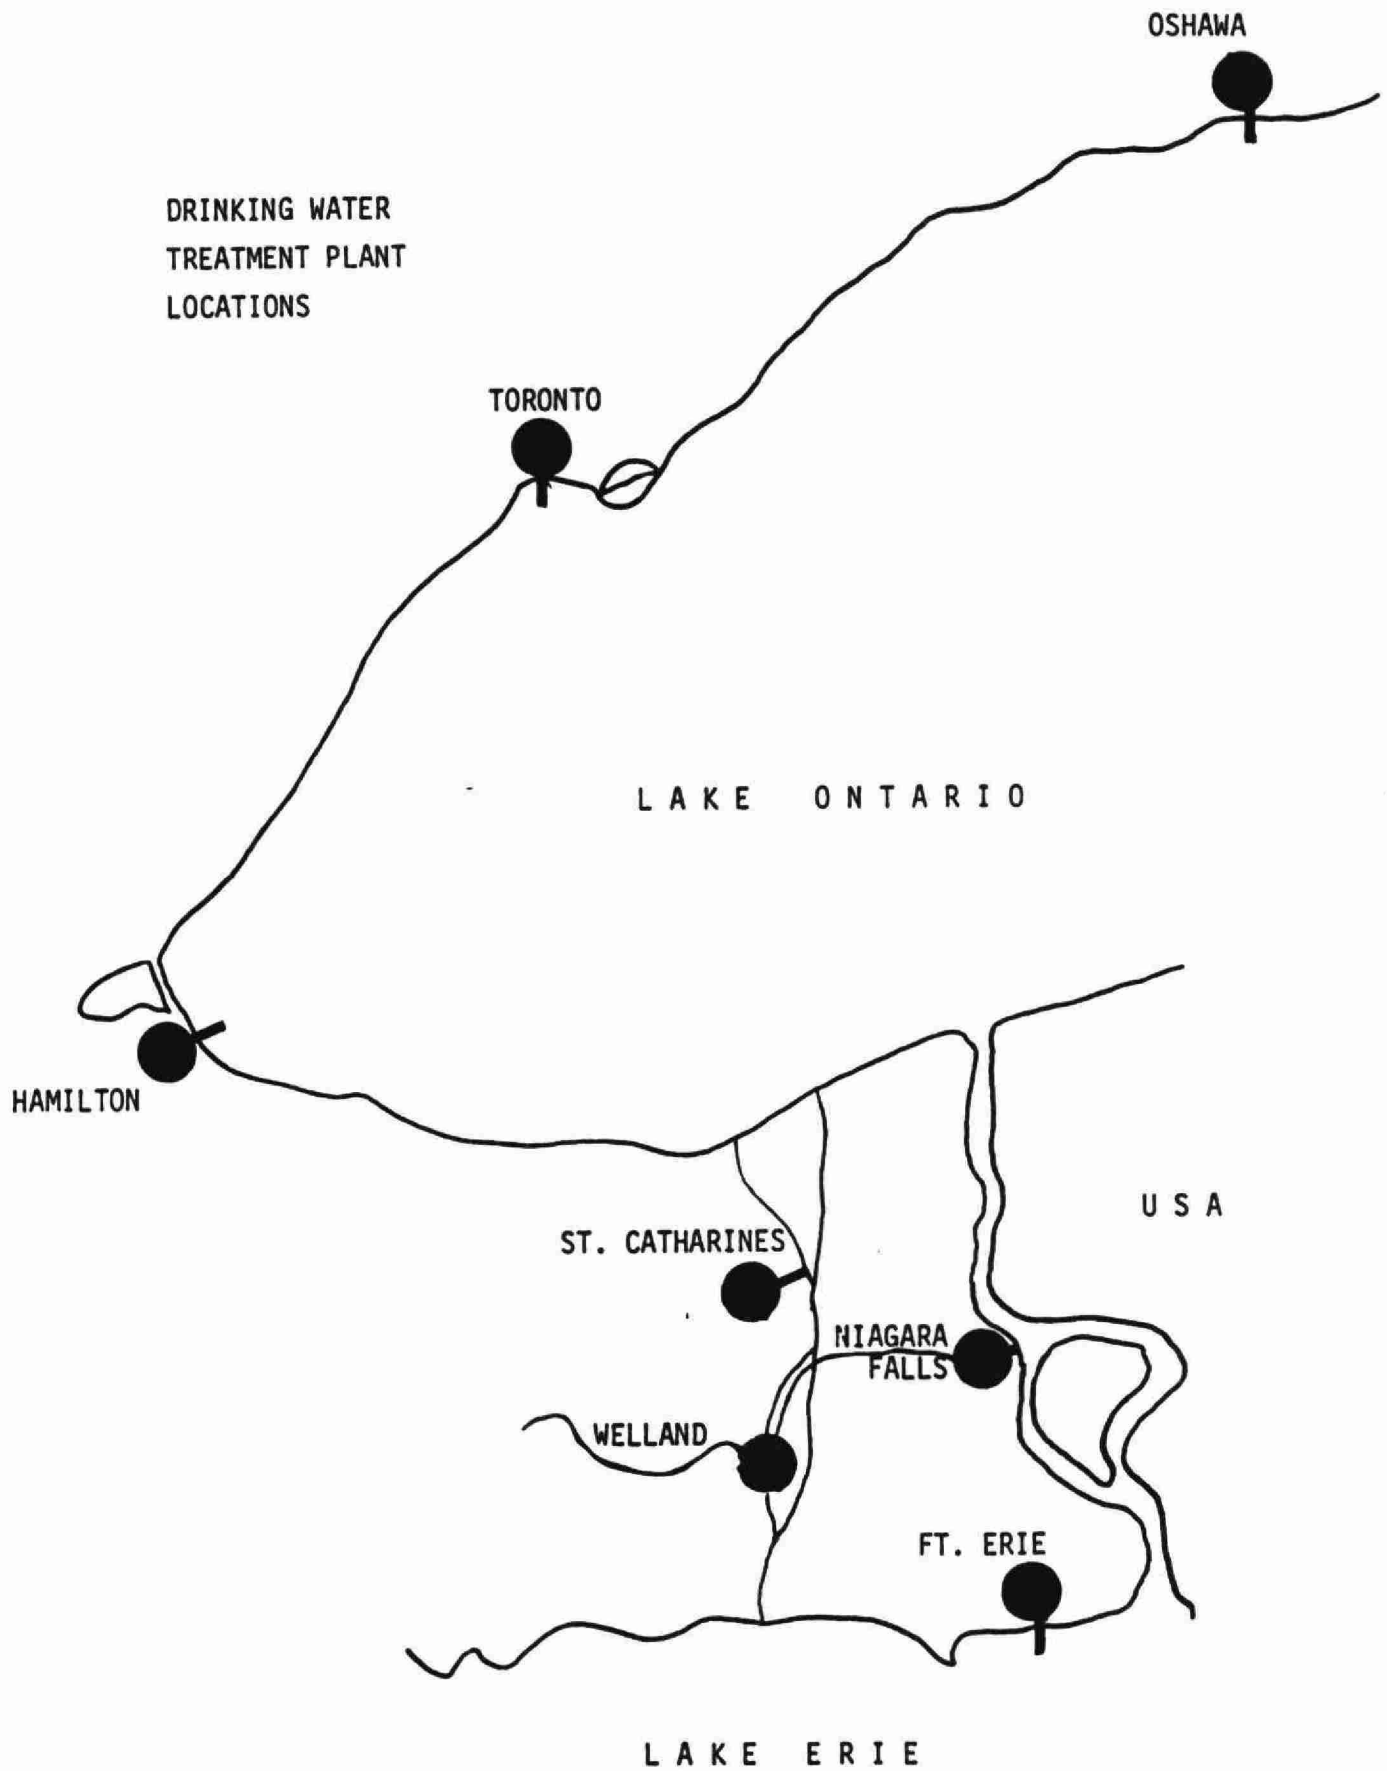 OSHAWA
DRINKING WATER
TREATMENT PLANT
LOCATIONS
TORONTO
LAKE ONTARIO
HAMILTON
USA
ST. CATHARINES
NIAGARA
FALLS
WELLAND
FT. ERIE
LAKE ERIE